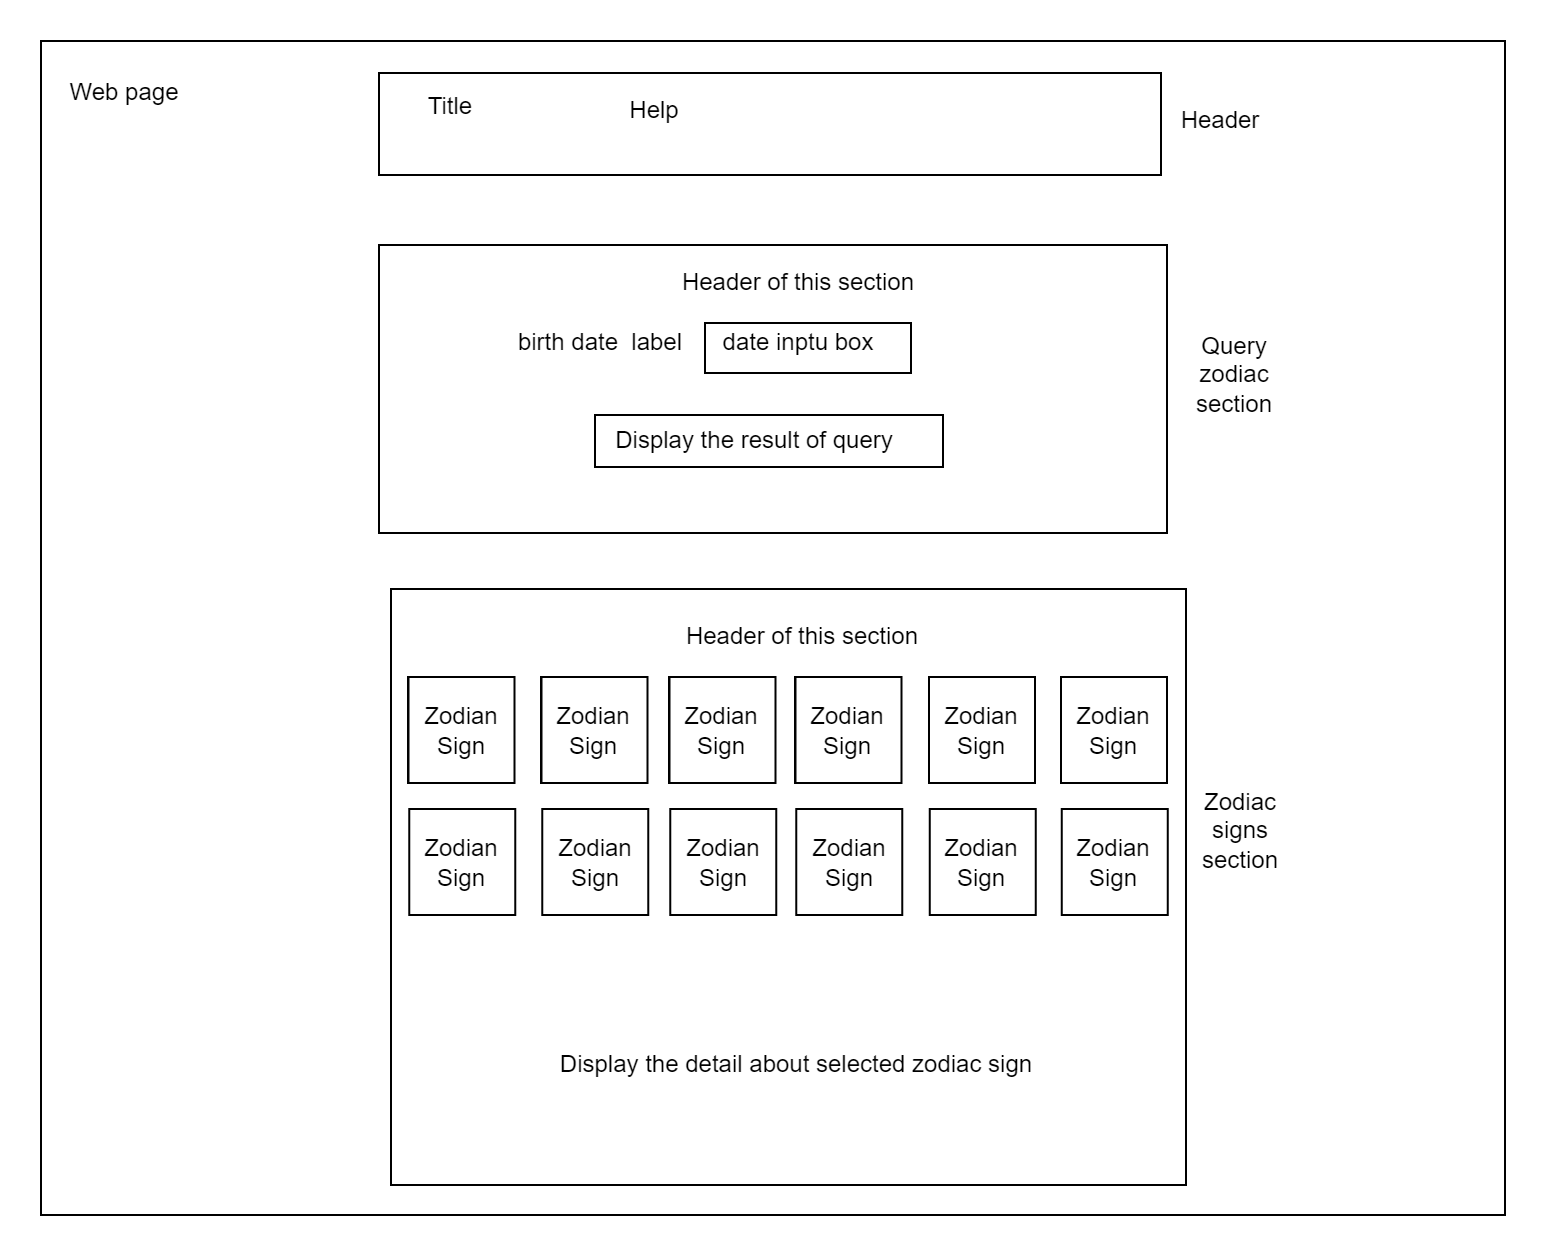 Web page
Title
Help
Header
Header of this section
birth date  label
date inptu box
Display the result of query
Query
zodiac
section
Header of this section
Zodian
Sign
Zodian
Sign
Zodian
Sign
Zodian
Sign
Zodian
Sign
Zodian
Sign
Zodian
Sign
Zodian
Sign
Zodian
Sign
Zodian
Sign
Zodian
Sign
Zodian
Sign
Zodiac
signs
section
Display the detail about selected zodiac sign